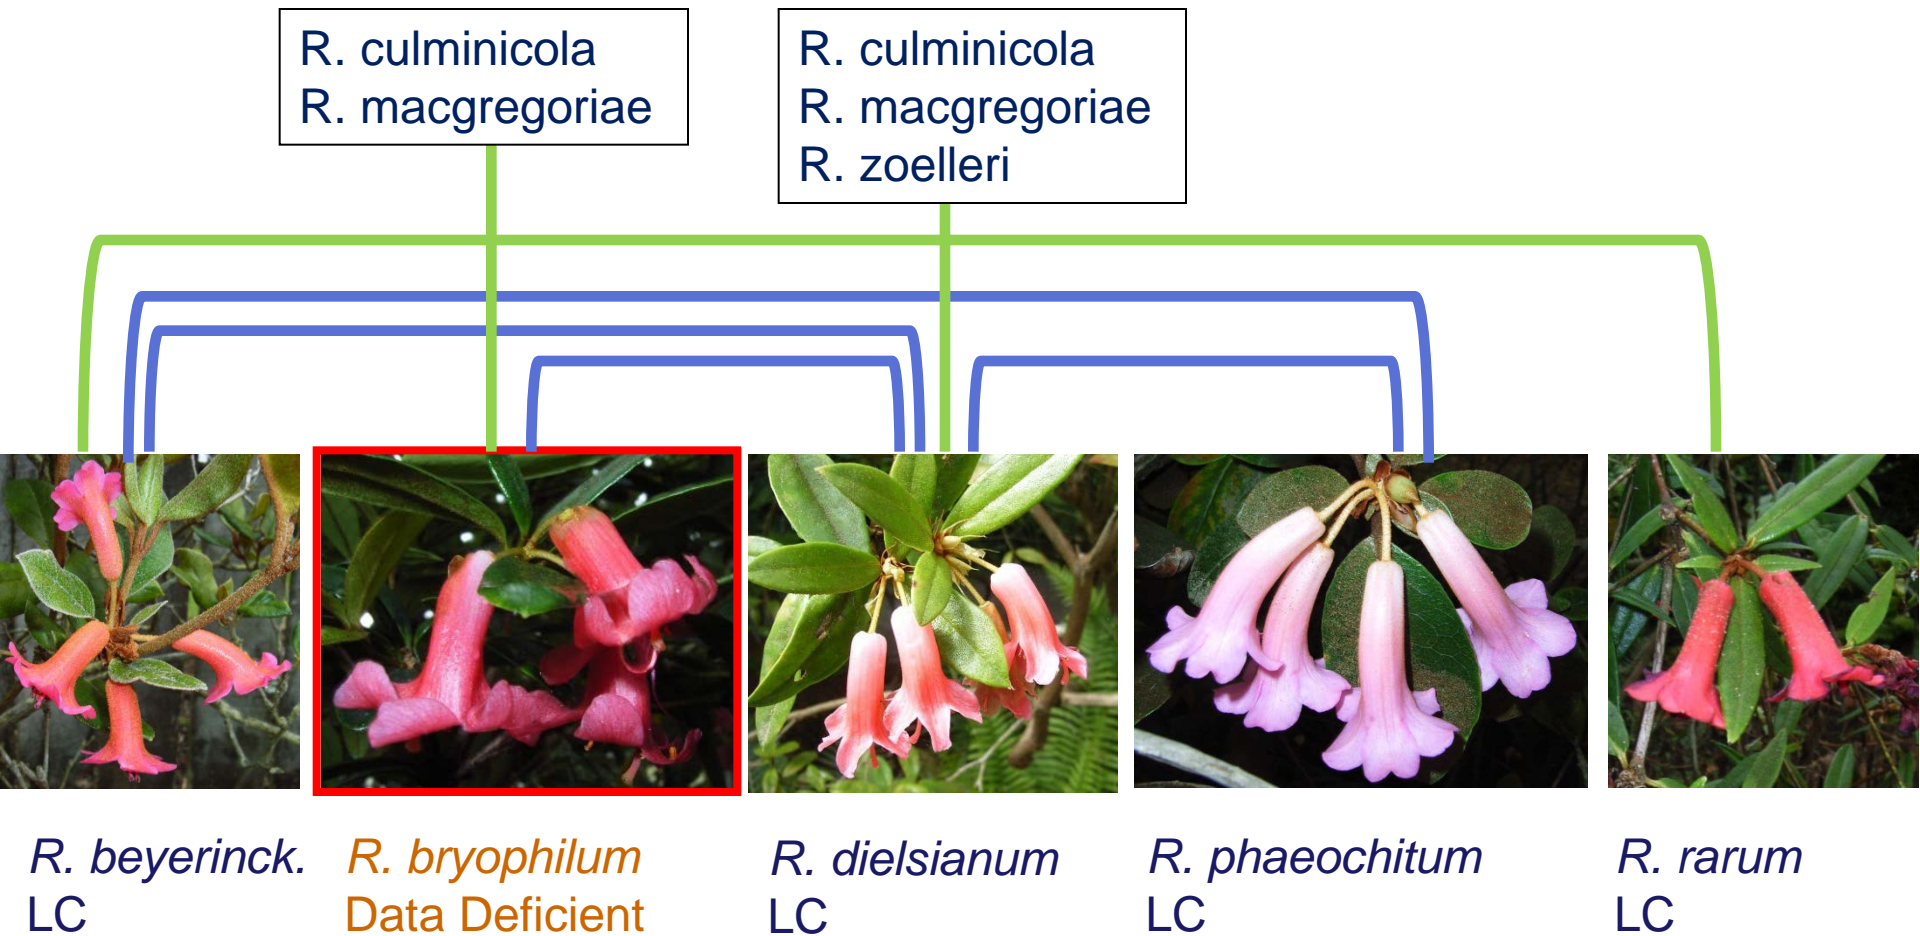 R. culminicola
R. macgregoriae
R. culminicola
R. macgregoriae
R. zoelleri
R. beyerinck.
LC
R. bryophilum
Data Deficient
R. dielsianum
LC
R. phaeochitum
LC
R. rarum
LC